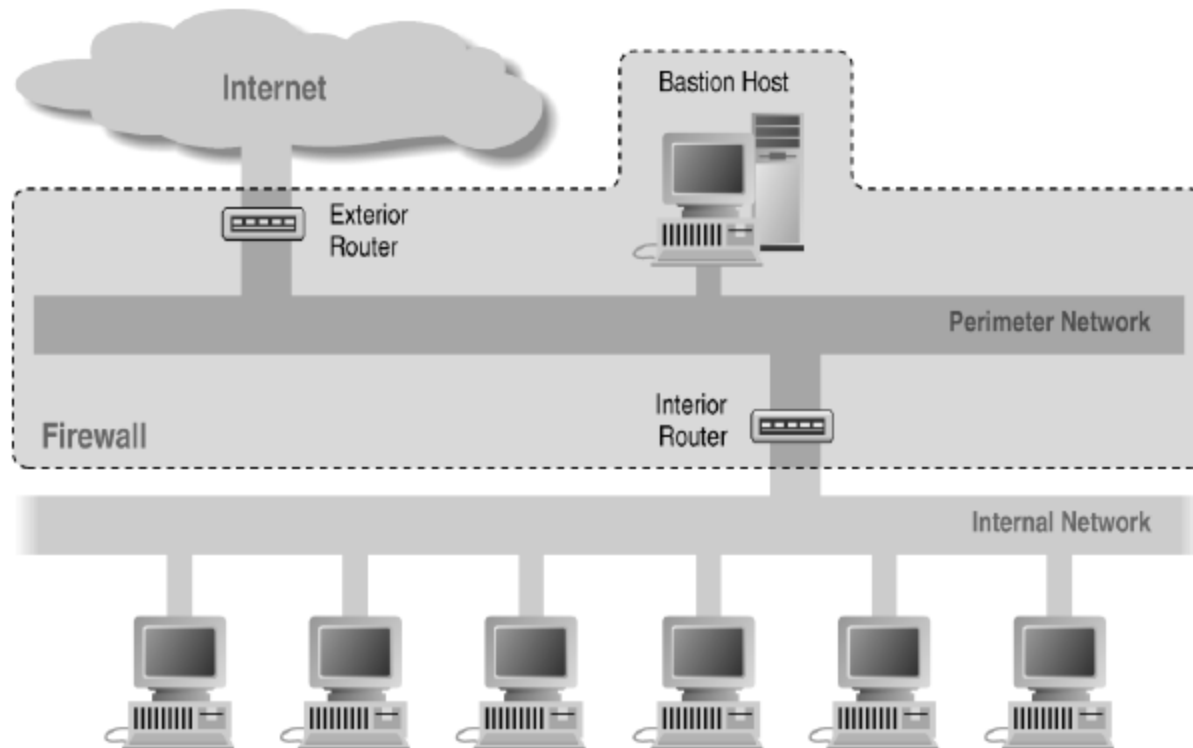 Internet
Bastion Host
Exterior
Router
Perimeter Network
Interior
Router
Firewall
Internal Network